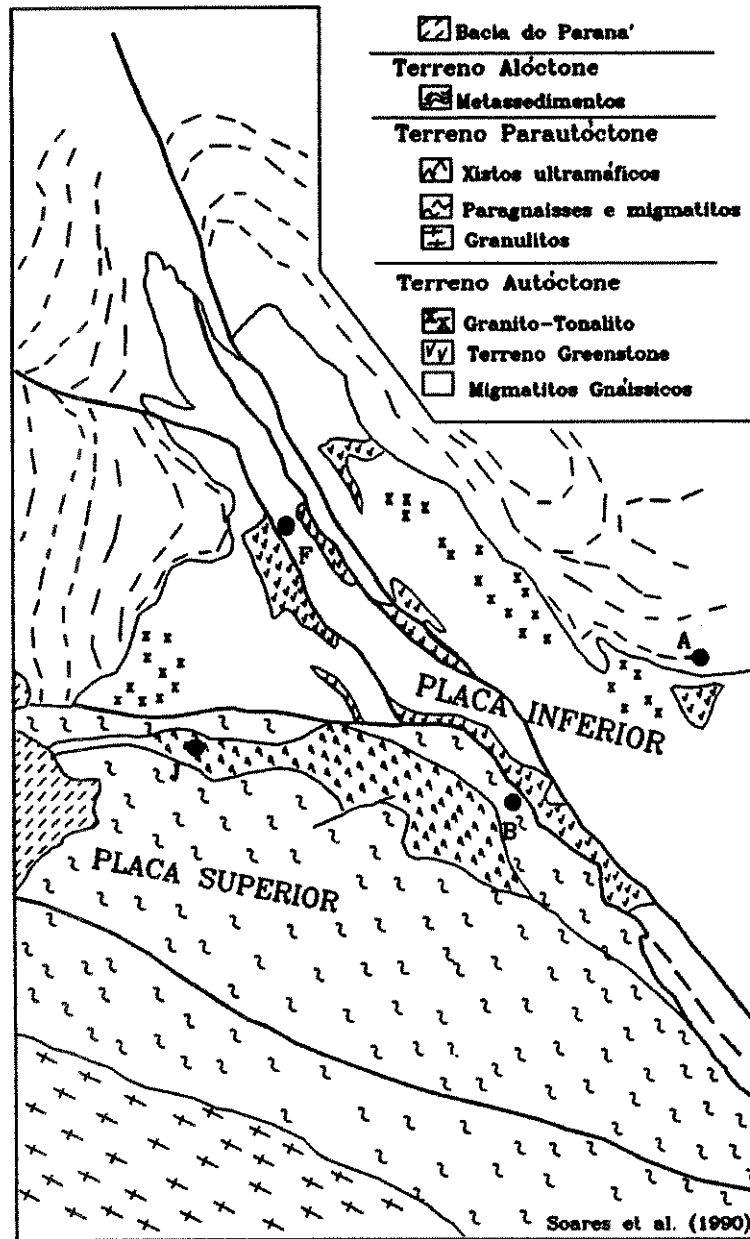 Bacia do Parana'
Terreno Alóctone
Metassedimentos
Terreno Parautóctone
Xistos ultramáficos
Paragnaisses e migmatitos
Granulitos
Terreno Autóctone
Granito-Tonalito
Terreno Greenstone
Migmatitos Gnáissicos
F
A
PLACA INFERIOR
J
B
PLACA SUPERIOR
Soares et al. (1990)